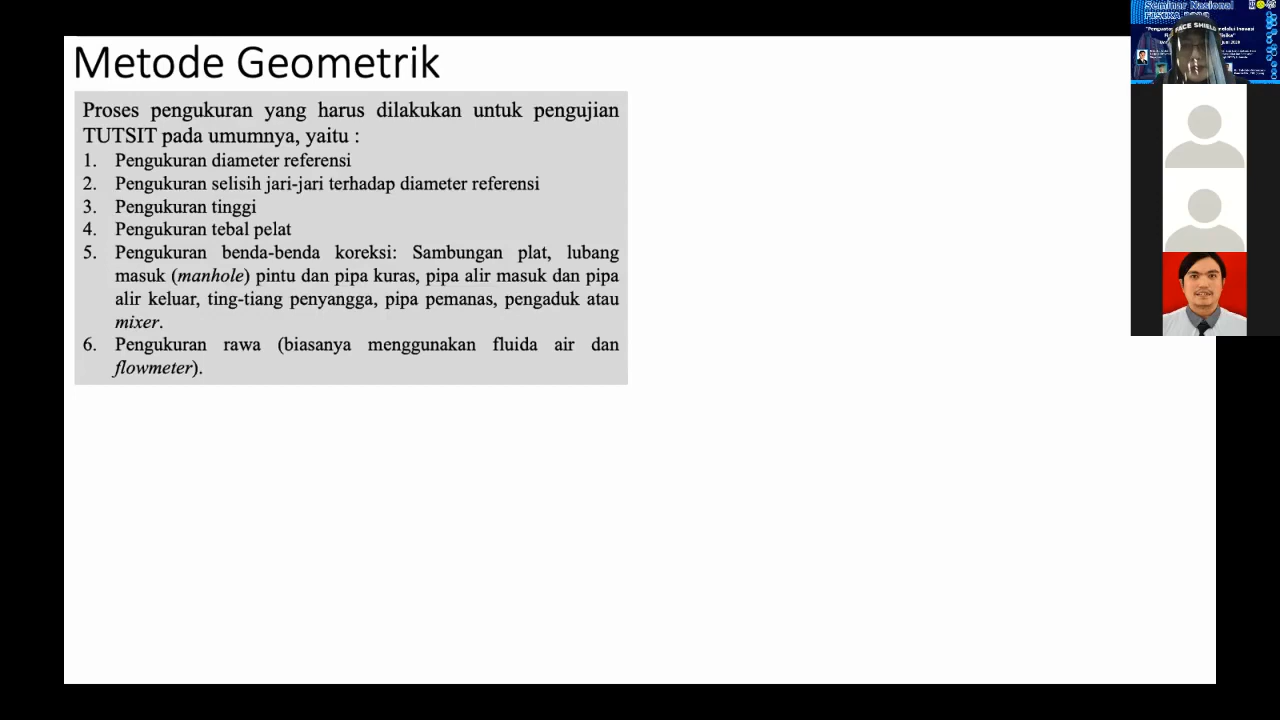 Metode Geometrik
Proses pengukuran yang harus dilakukan untuk pengujian
TUTSIT pada umumnya, yaitu :
1. Pengukuran diameter referensi
2. Pengukuran selisih jari-jari terhadap diameter referensi
3. Pengukuran tinggi
4. Pengukuran tebal pelat
5. Pengukuran benda-benda koreksi: Sambungan plat, lubang
masuk (manhole) pintu dan pipa kuras, pipa alir masuk dan pipa
alir keluar, ting-tiang penyangga, pipa pemanas, pengaduk atau
mixer.
6. Pengukuran rawa (biasanya menggunakan fluida air dan
flowmeter).
Seminar Nasional
FACE SHIELD